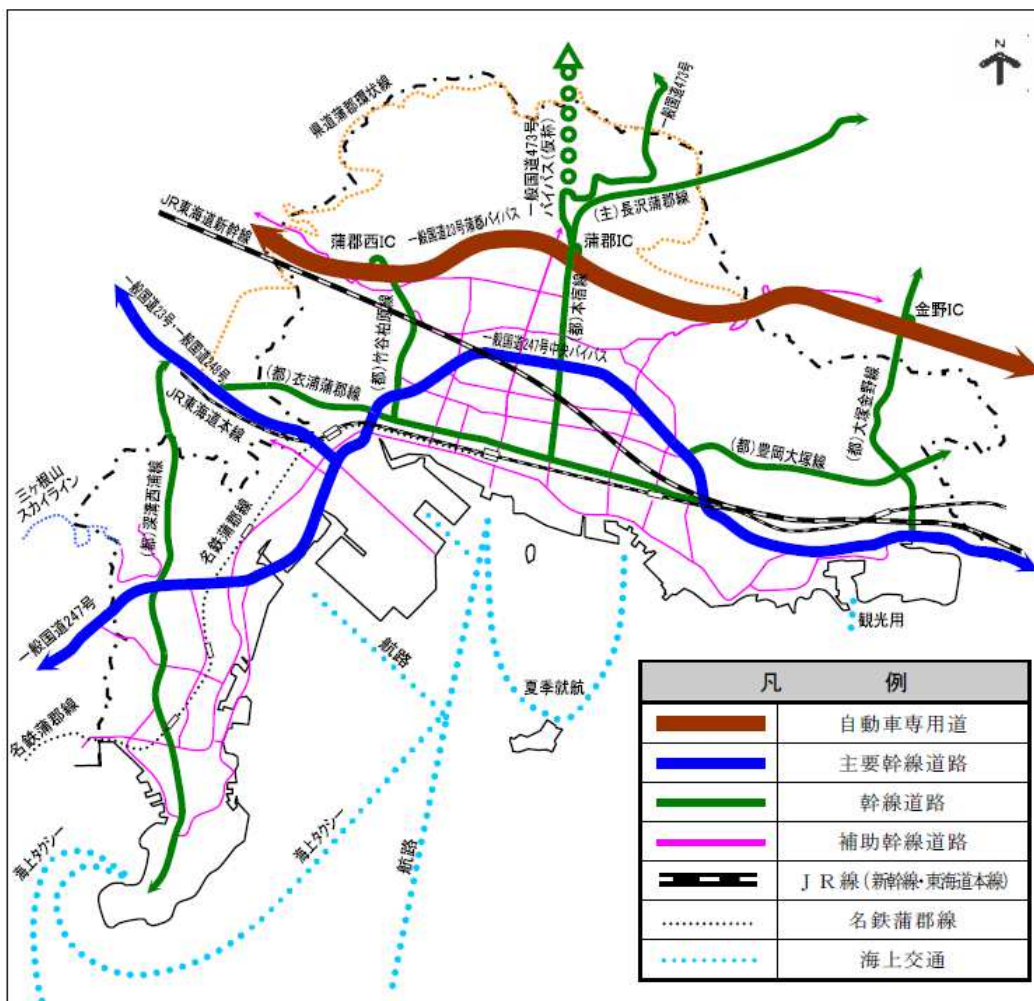 N
県道蒲郡環状線
一般国道473号
バイパス(仮称)
一般国道473号
(主)長沢蒲郡線
JR東海道新幹線
一般国道23号蒲郡バイパス
蒲郡西IC
蒲郡IC
金野IC
一般国道23号・一般国道248号
(都)竹谷柏原線
(都)本宿線
一般国道247号中央バイパス
(都)大塚金野線
(都)衣浦蒲郡線
JR東海道本線
(都)豊岡大塚線
三ヶ根山
スカイライン
(都)深溝西浦線
名鉄蒲郡線
一般国道247号
観光用
航路
夏季就航
名鉄蒲郡線
海上タクシー
海上タクシー
航路
凡 例
自動車専用道
主要幹線道路
幹線道路
補助幹線道路
JR線(新幹線・東海道本線)
名鉄蒲郡線
海上交通